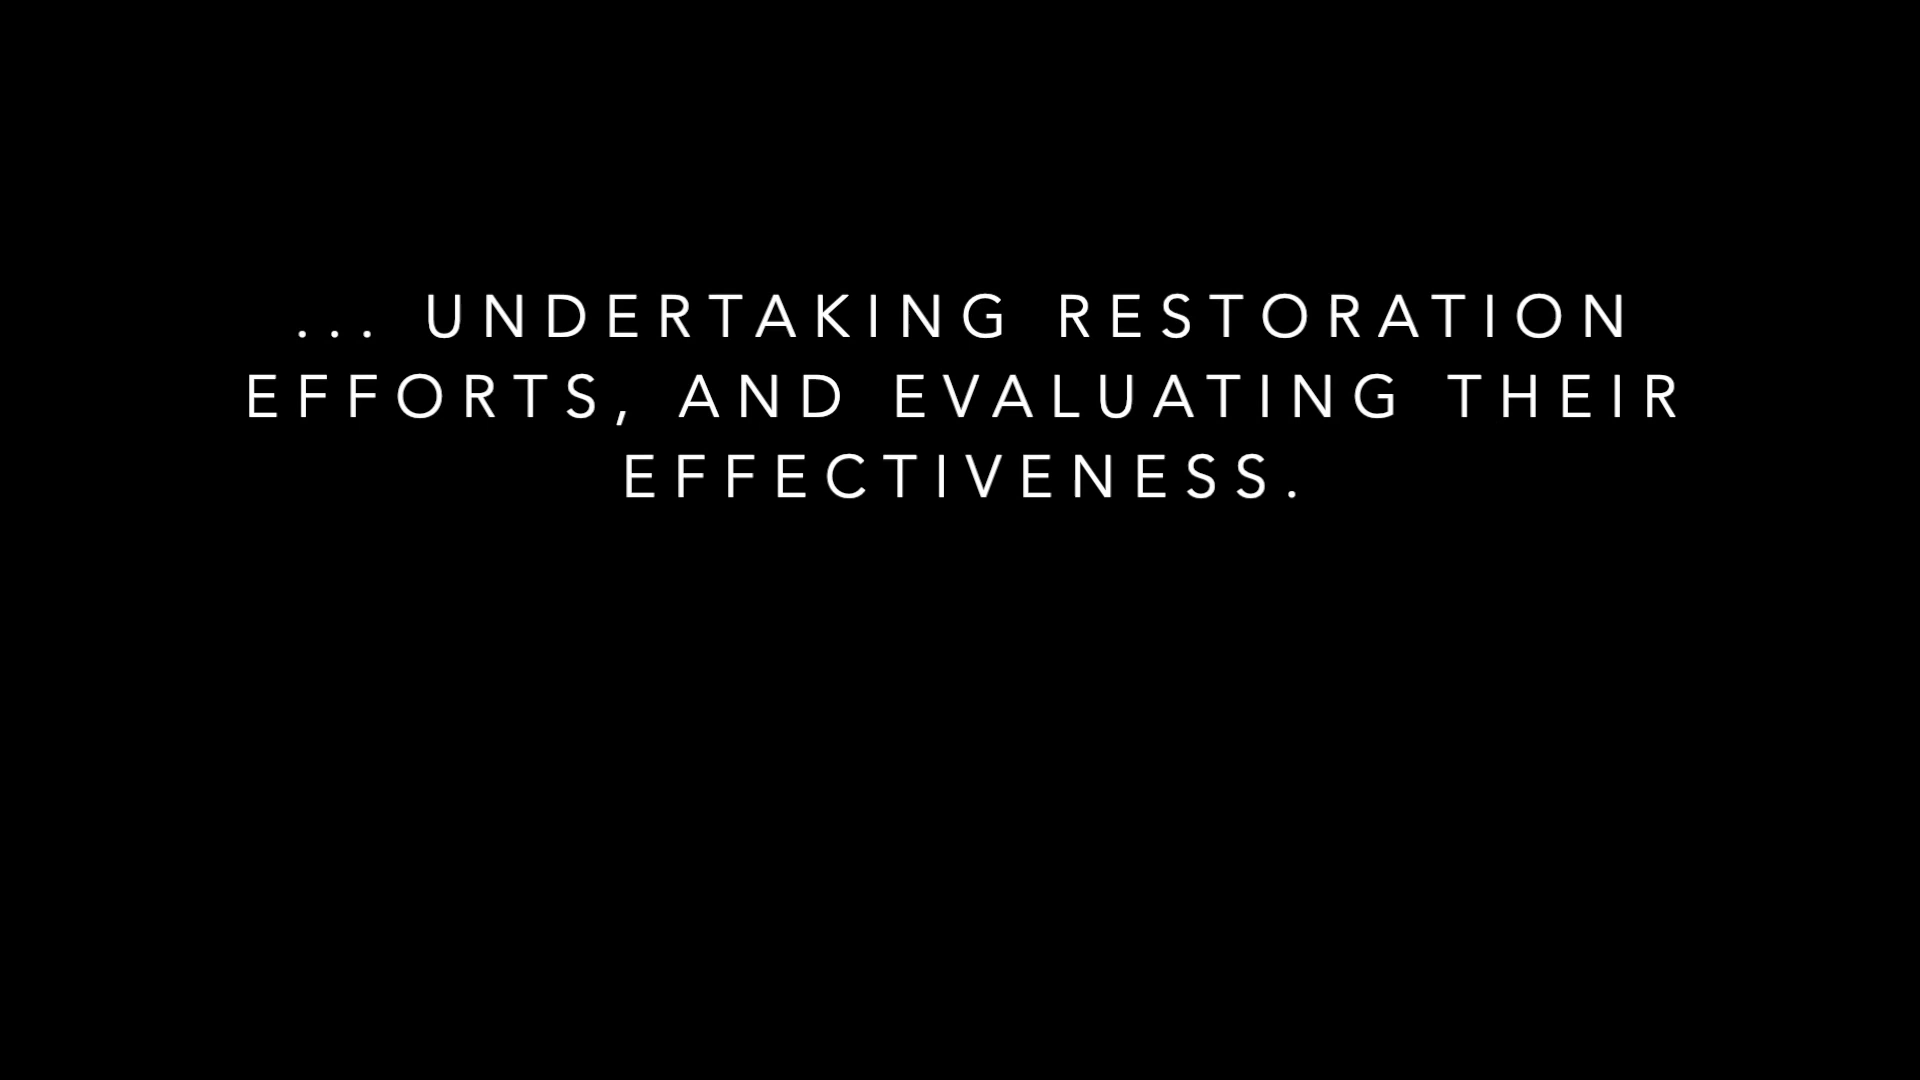 ... UNDERTAKING RESTORATION
EFFORTS, AND EVALUATING THEIR
EFFECTIVENESS.